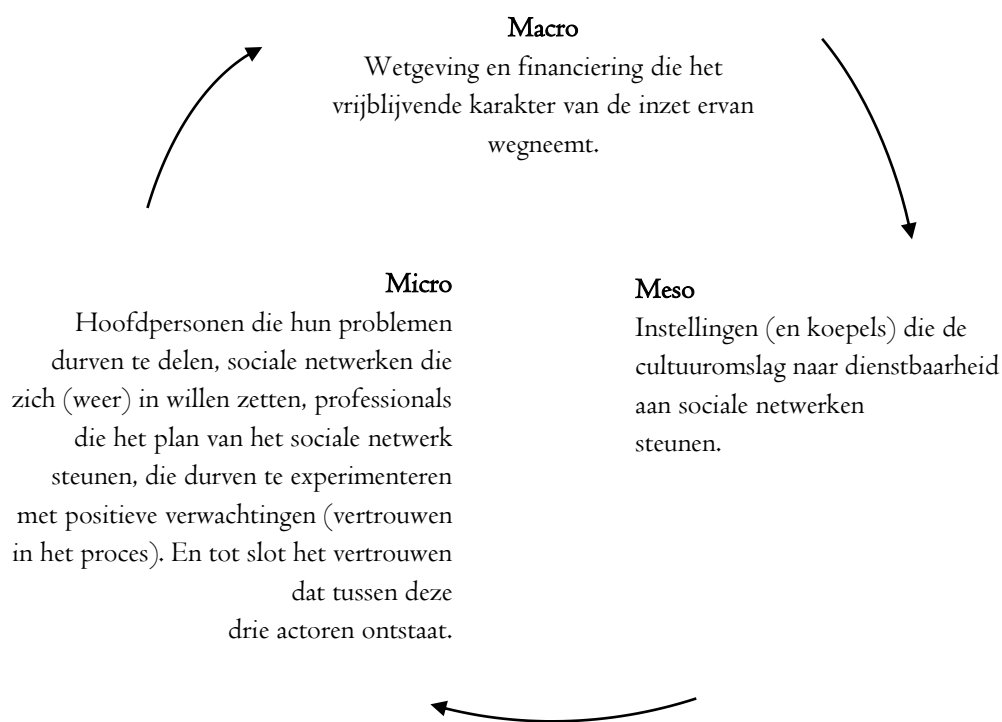 Macro
Wetgeving en financiering die het
vrijblijvende karakter van de inzet ervan
wegneemt.
Micro
Hoofdpersonen die hun problemen
durven te delen, sociale netwerken die
zich (weer) in willen zetten, professionals
die het plan van het sociale netwerk
steunen, die durven te experimenteren
met positieve verwachtingen (vertrouwen
in het proces). En tot slot het vertrouwen
dat tussen deze
drie actoren ontstaat.
Meso
Instellingen (en koepels) die de
cultuuromslag naar dienstbaarheid
aan sociale netwerken
steunen.